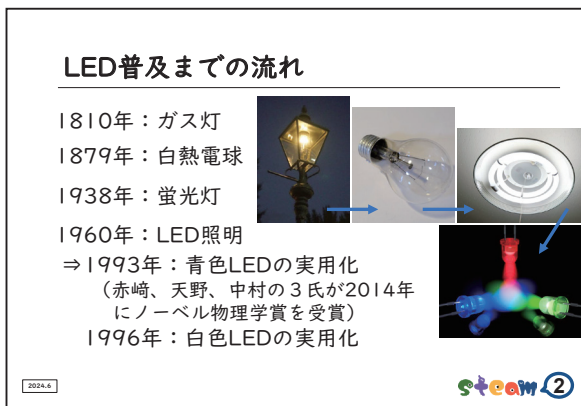 LED普及までの流れ
1810年：ガス灯
1879年：白熱電球
1938年：蛍光灯
1960年：LED照明
⇒1993年：青色LEDの実用化
（赤﨑、天野、中村の３氏が2014年
にノーベル物理学賞を受賞）
1996年：白色LEDの実用化
2024.6
steam 2